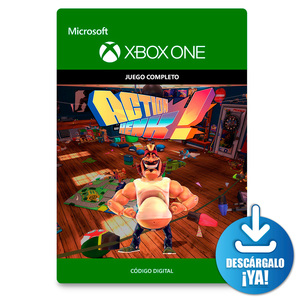 Microsoft
XBOX ONE
JUEGO COMPLETO
ACTION
HENK!
CÓDIGO DIGITAL
DESCÁRGALO
¡YA!